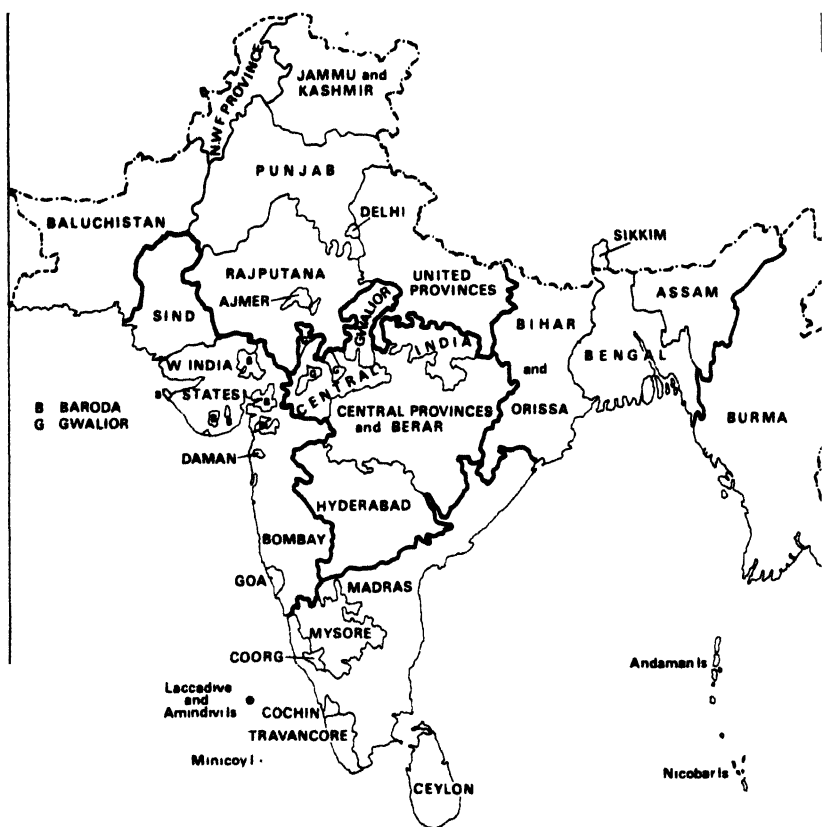 N.W.F PROVINCE
JAMMU and
KASHMIR
PUNJAB
BALUCHISTAN
DELHI
SIKKIM
RAJPUTANA
AJMER
UNITED
PROVINCES
ASSAM
SIND
GWALIOR
BIHAR
and
ORISSA
BENGAL
W INDIA
STATES
CENTRAL INDIA
B BARODA
G GWALIOR
CENTRAL PROVINCES
and BERAR
BURMA
DAMAN
HYDERABAD
BOMBAY
GOA
MADRAS
MYSORE
COORG
Andaman Is
Laccadive
and
Amindivi Is
COCHIN
TRAVANCORE
Minicoy I
Nicobar Is
CEYLON
B
B
B
G
G